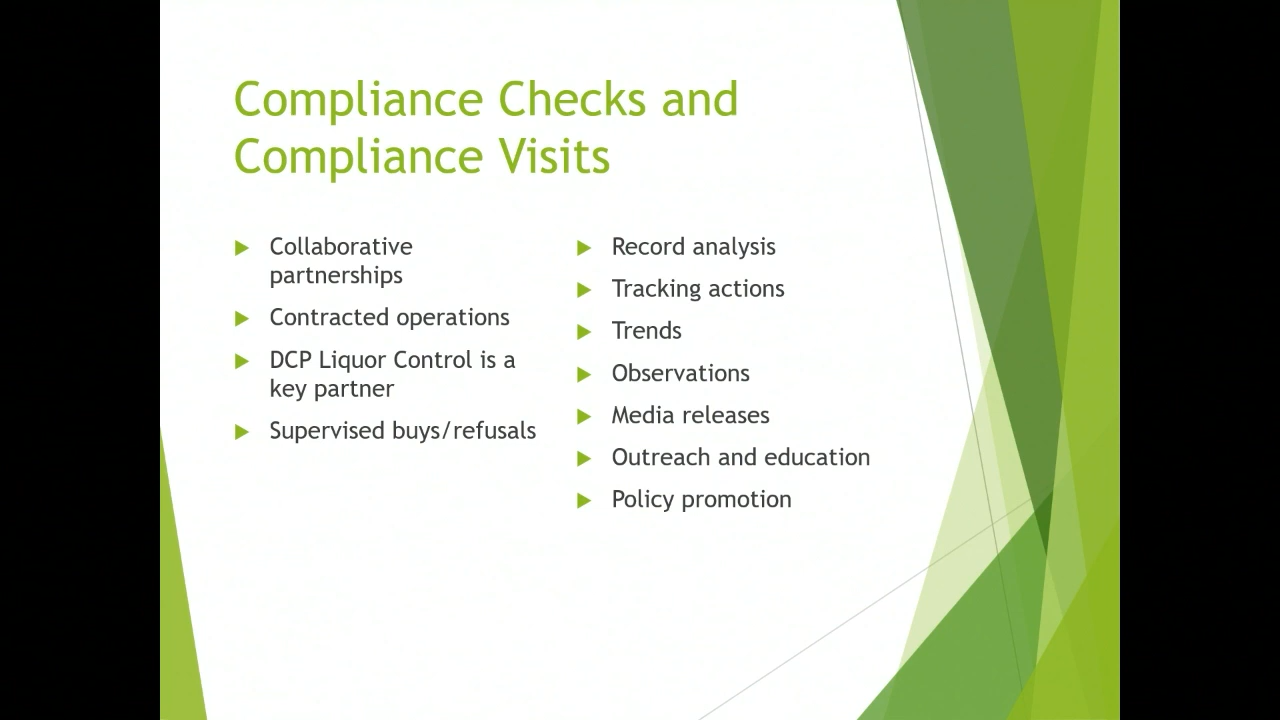 Compliance Checks and
Compliance Visits
Collaborative
partnerships
Contracted operations
DCP Liquor Control is a
key partner
Supervised buys/refusals
Record analysis
Tracking actions
Trends
Observations
Media releases
Outreach and education
Policy promotion